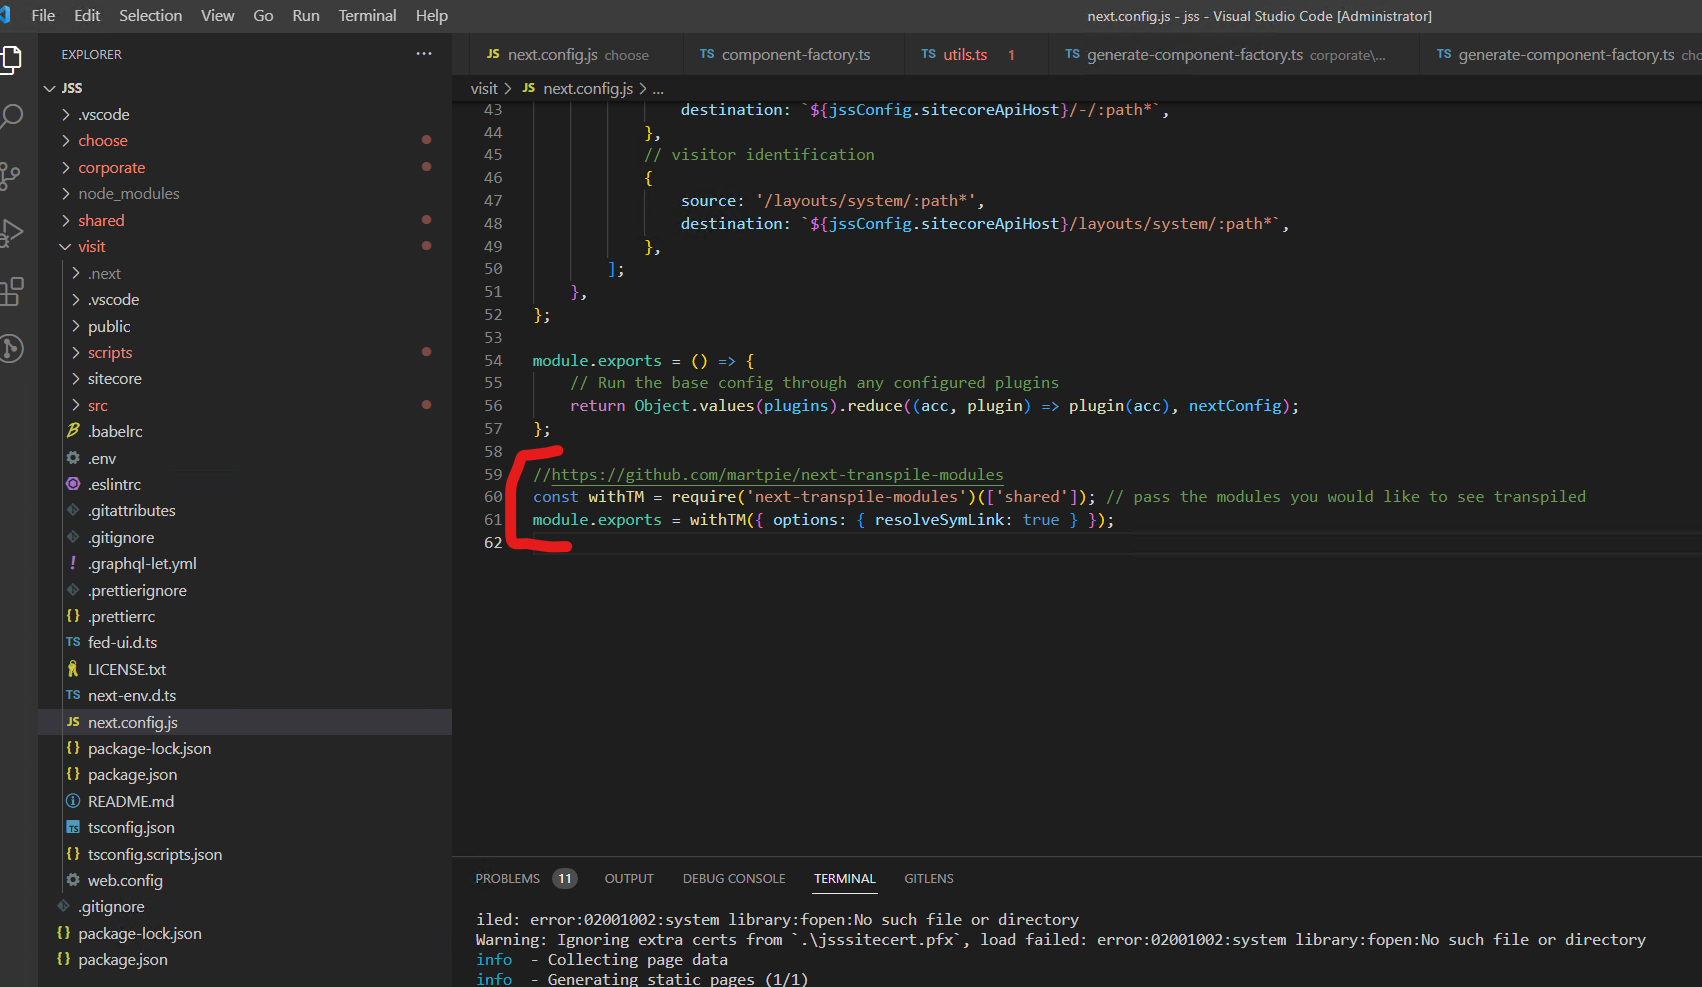 File Edit Selection View Go Run Terminal Help
next.config.js - jss - Visual Studio Code [Administrator]
EXPLORER
JS next.config.js choose
TS component-factory.ts
TS utils.ts 1
TS generate-component-factory.ts corporate\...
TS generate-component-factory.ts
visit > JS next.config.js > ...
JSS
.vscode
choose
corporate
node_modules
shared
visit
.next
.vscode
public
scripts
sitecore
src
.babelrc
.env
.eslintrc
.gitattributes
.gitignore
.graphql-let.yml
.prettierignore
.prettierrc
TS fed-ui.d.ts
LICENSE.txt
TS next-env.d.ts
JS next.config.js
{} package-lock.json
{} package.json
README.md
TS tsconfig.json
{} tsconfig.scripts.json
web.config
.gitignore
{} package-lock.json
{} package.json
43 destination: `${jssConfig.sitecoreApiHost}/-/:path*`,
44 },
45 // visitor identification
46 {
47 source: '/layouts/system/:path*',
48 destination: `${jssConfig.sitecoreApiHost}/layouts/system/:path*`,
49 },
50 ];
51 },
52 };
53
54 module.exports = () => {
55 // Run the base config through any configured plugins
56 return Object.values(plugins).reduce((acc, plugin) => plugin(acc), nextConfig);
57 };
58
59 //https://github.com/martpie/next-transpile-modules
60 const withTM = require('next-transpile-modules')(['shared']); // pass the modules you would like to see transpiled
61 module.exports = withTM({ options: { resolveSymLink: true } });
62
PROBLEMS 11 OUTPUT DEBUG CONSOLE TERMINAL GITLENS
iled: error:02001002:system library:fopen:No such file or directory
Warning: Ignoring extra certs from `.\jsssitecert.pfx`, load failed: error:02001002:system library:fopen:No such file or directory
info - Collecting page data
info - Generating static pages (1/1)